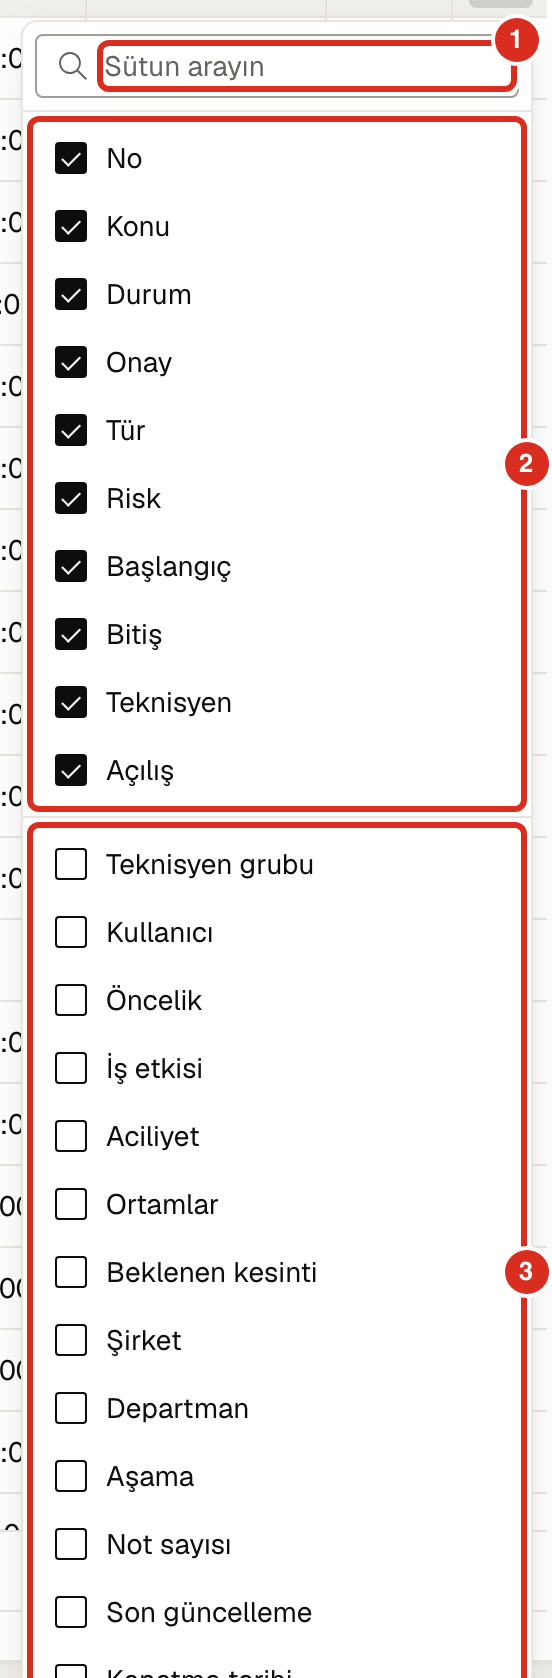 1
Sütun arayın
No
Konu
Durum
Onay
Tür
Risk
2
Başlangıç
Bitiş
Teknisyen
Açılış
Teknisyen grubu
Kullanıcı
Öncelik
İş etkisi
Aciliyet
Ortamlar
Beklenen kesinti
3
Şirket
Departman
Aşama
Not sayısı
Son güncelleme